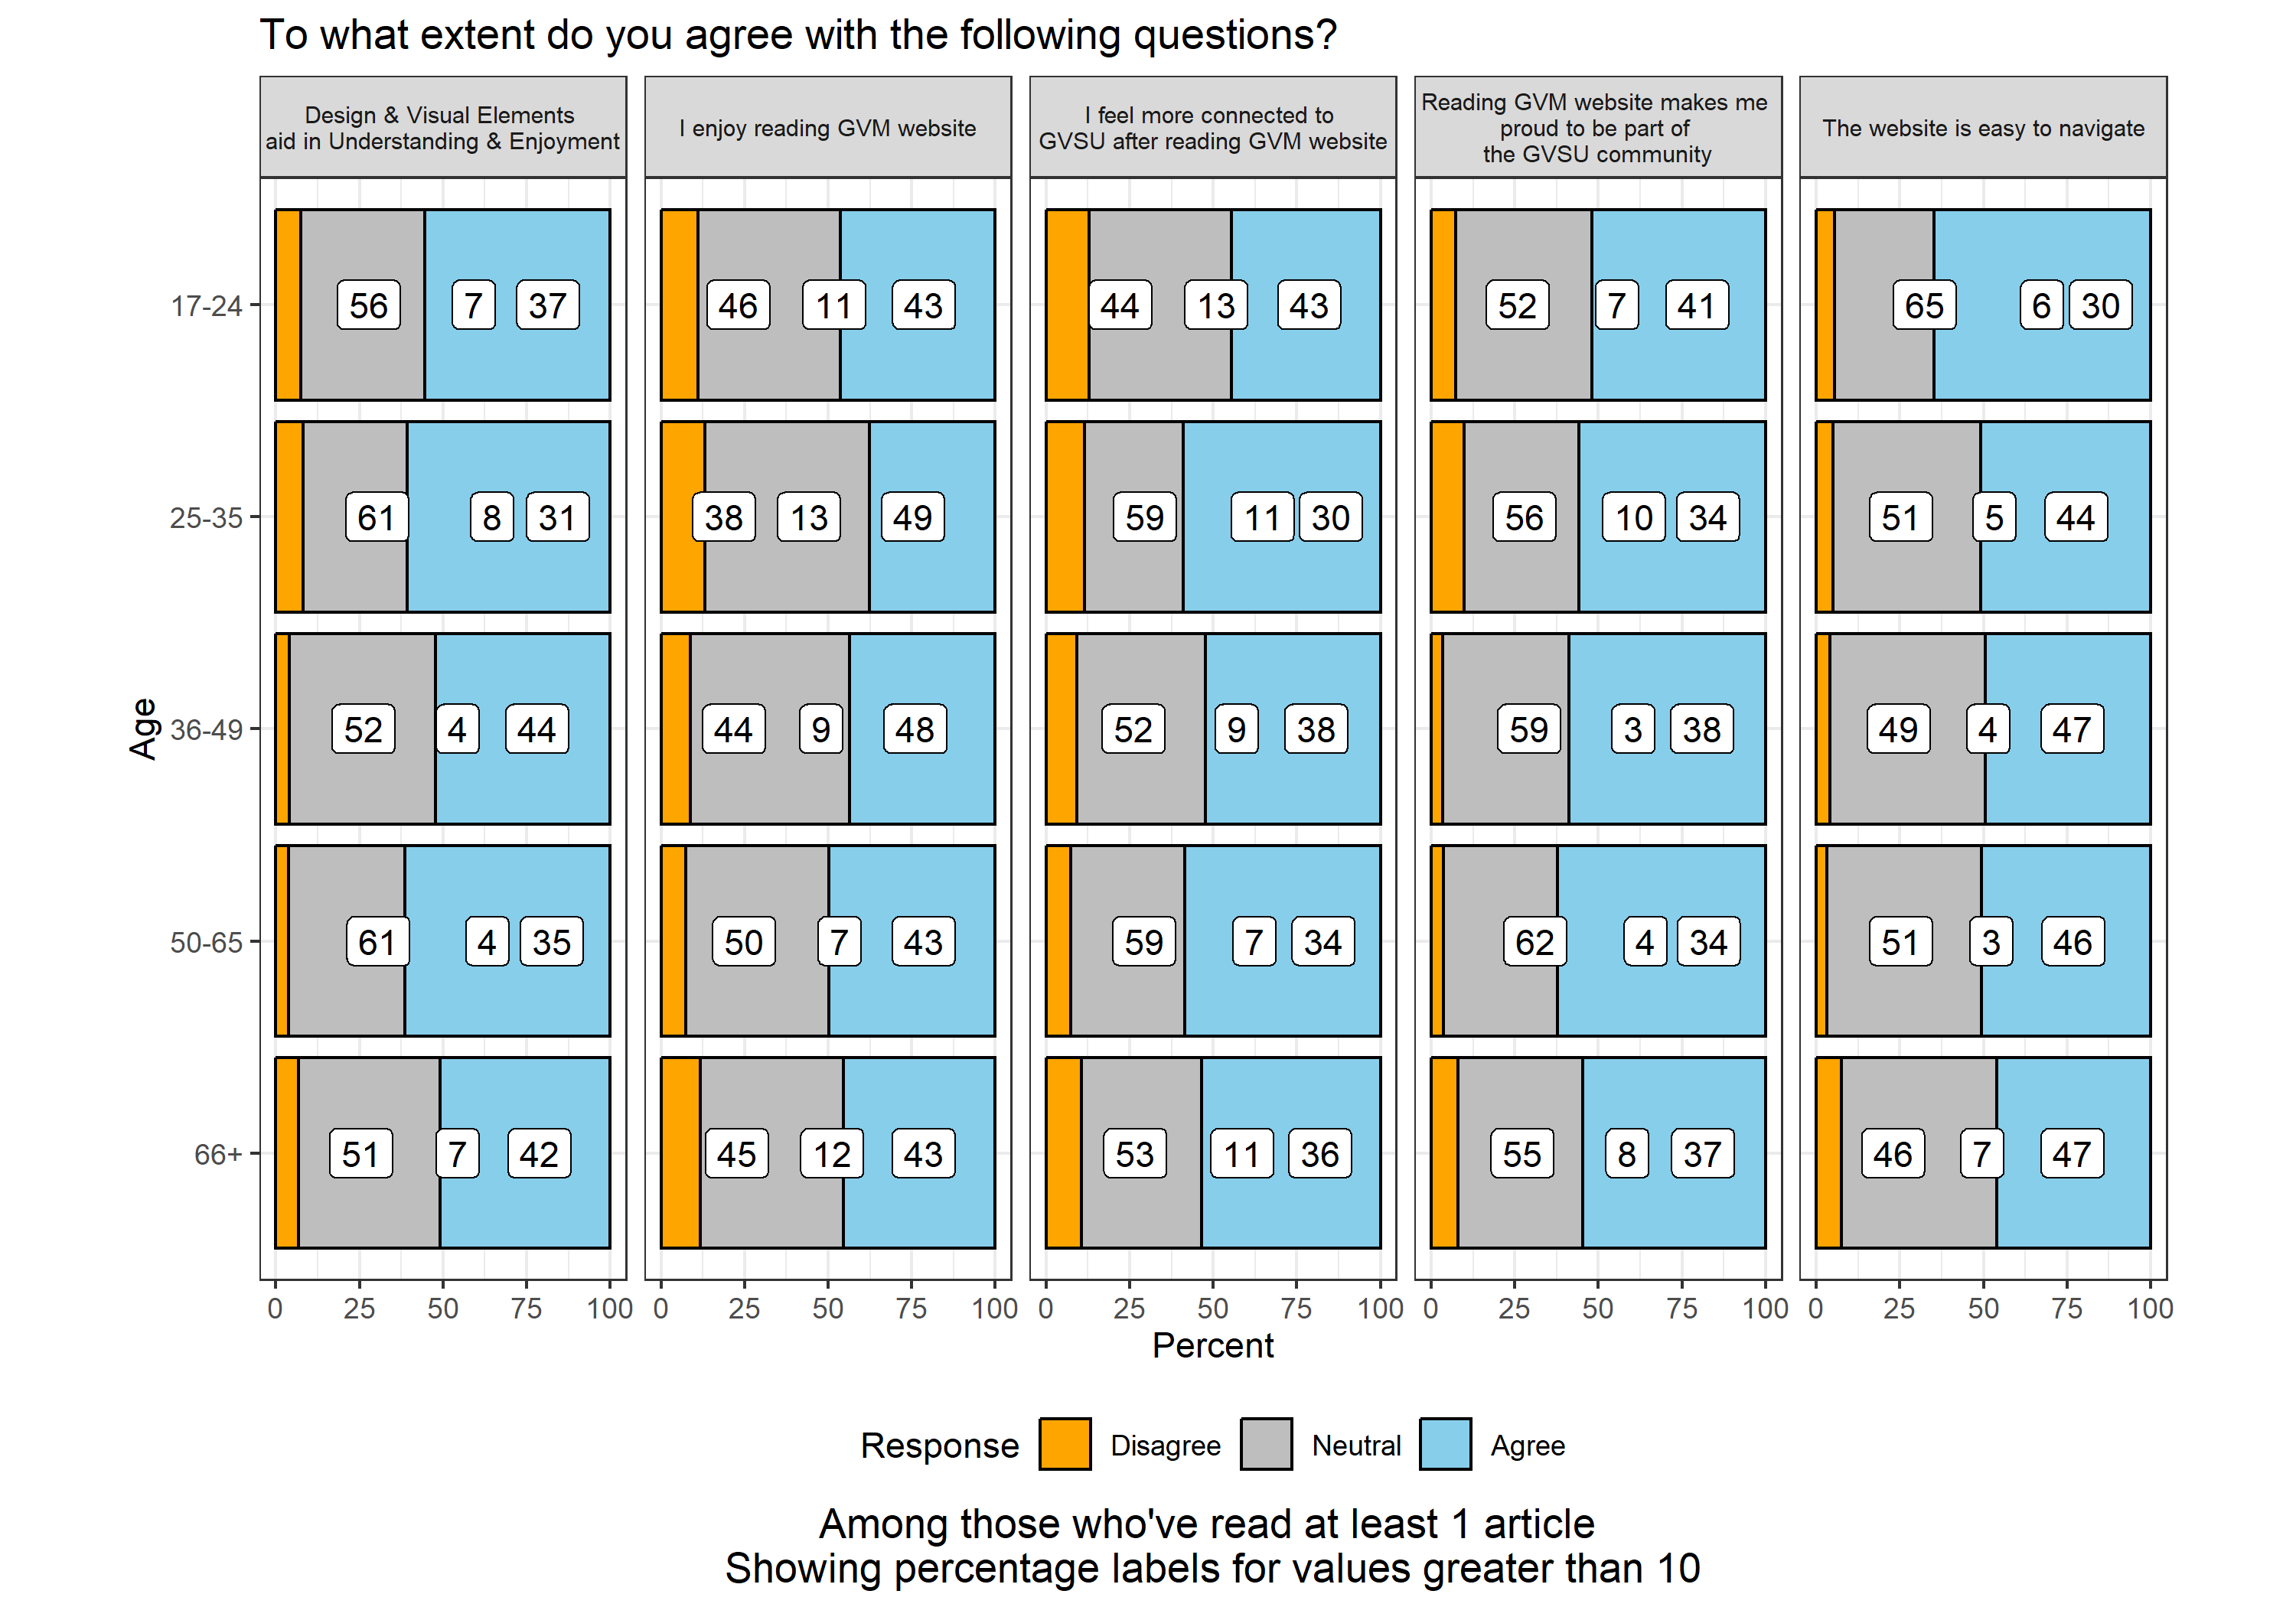 To what extent do you agree with the following questions?
Design & Visual Elements
aid in Understanding & Enjoyment
I enjoy reading GVM website
I feel more connected to
GVSU after reading GVM website
Reading GVM website makes me
proud to be part of
the GVSU community
The website is easy to navigate
Age
17-24
56 7 37
46 11 43
44 13 43
52 7 41
65 6 30
25-35
61 8 31
38 13 49
59 11 30
56 10 34
51 5 44
36-49
52 4 44
44 9 48
52 9 38
59 3 38
49 4 47
50-65
61 4 35
50 7 43
59 7 34
62 4 34
51 3 46
66+
51 7 42
45 12 43
53 11 36
55 8 37
46 7 47
0 25 50 75 100
0 25 50 75 100
0 25 50 75 100
0 25 50 75 100
0 25 50 75 100
Percent
Response Disagree Neutral Agree
Among those who've read at least 1 article
Showing percentage labels for values greater than 10